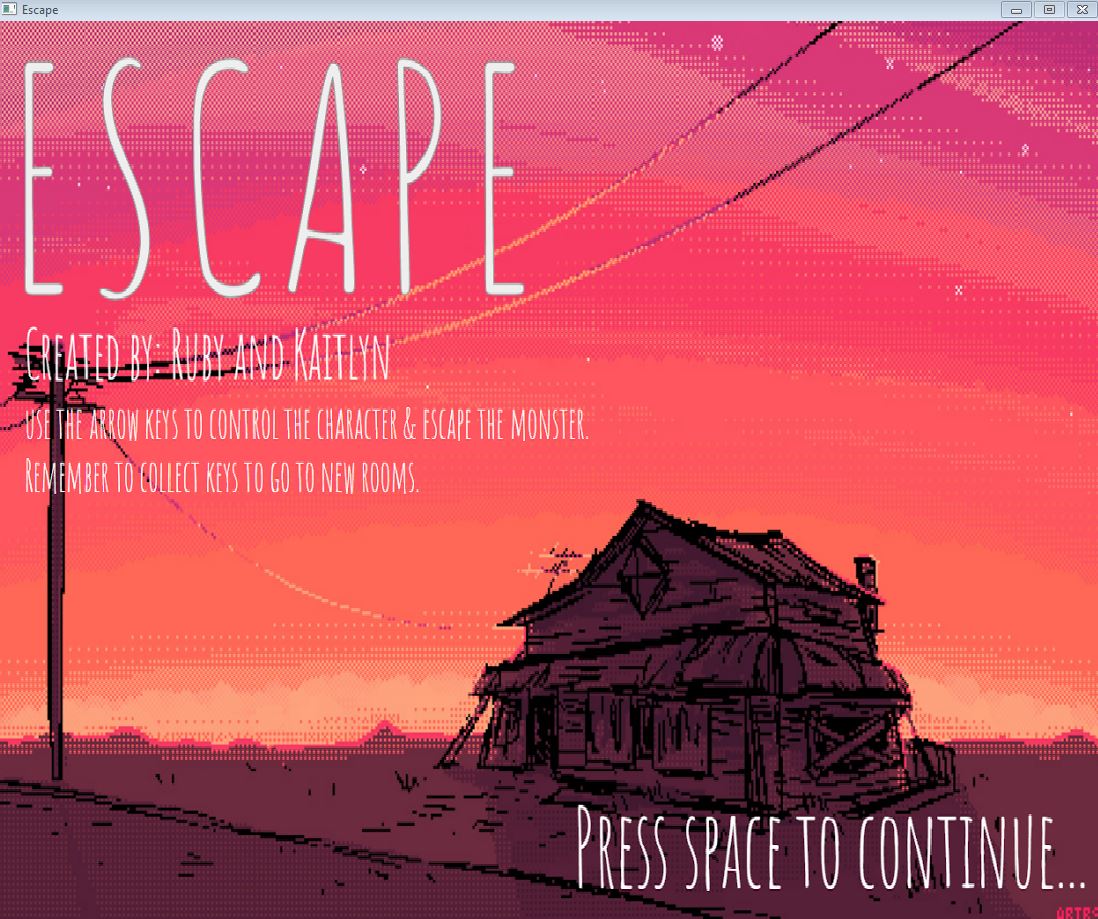 Escape
ESCAPE
Created by: Ruby and Kaitlyn
use the arrow keys to control the character & escape the monster.
Remember to collect keys to go to new rooms.
Press space to continue...